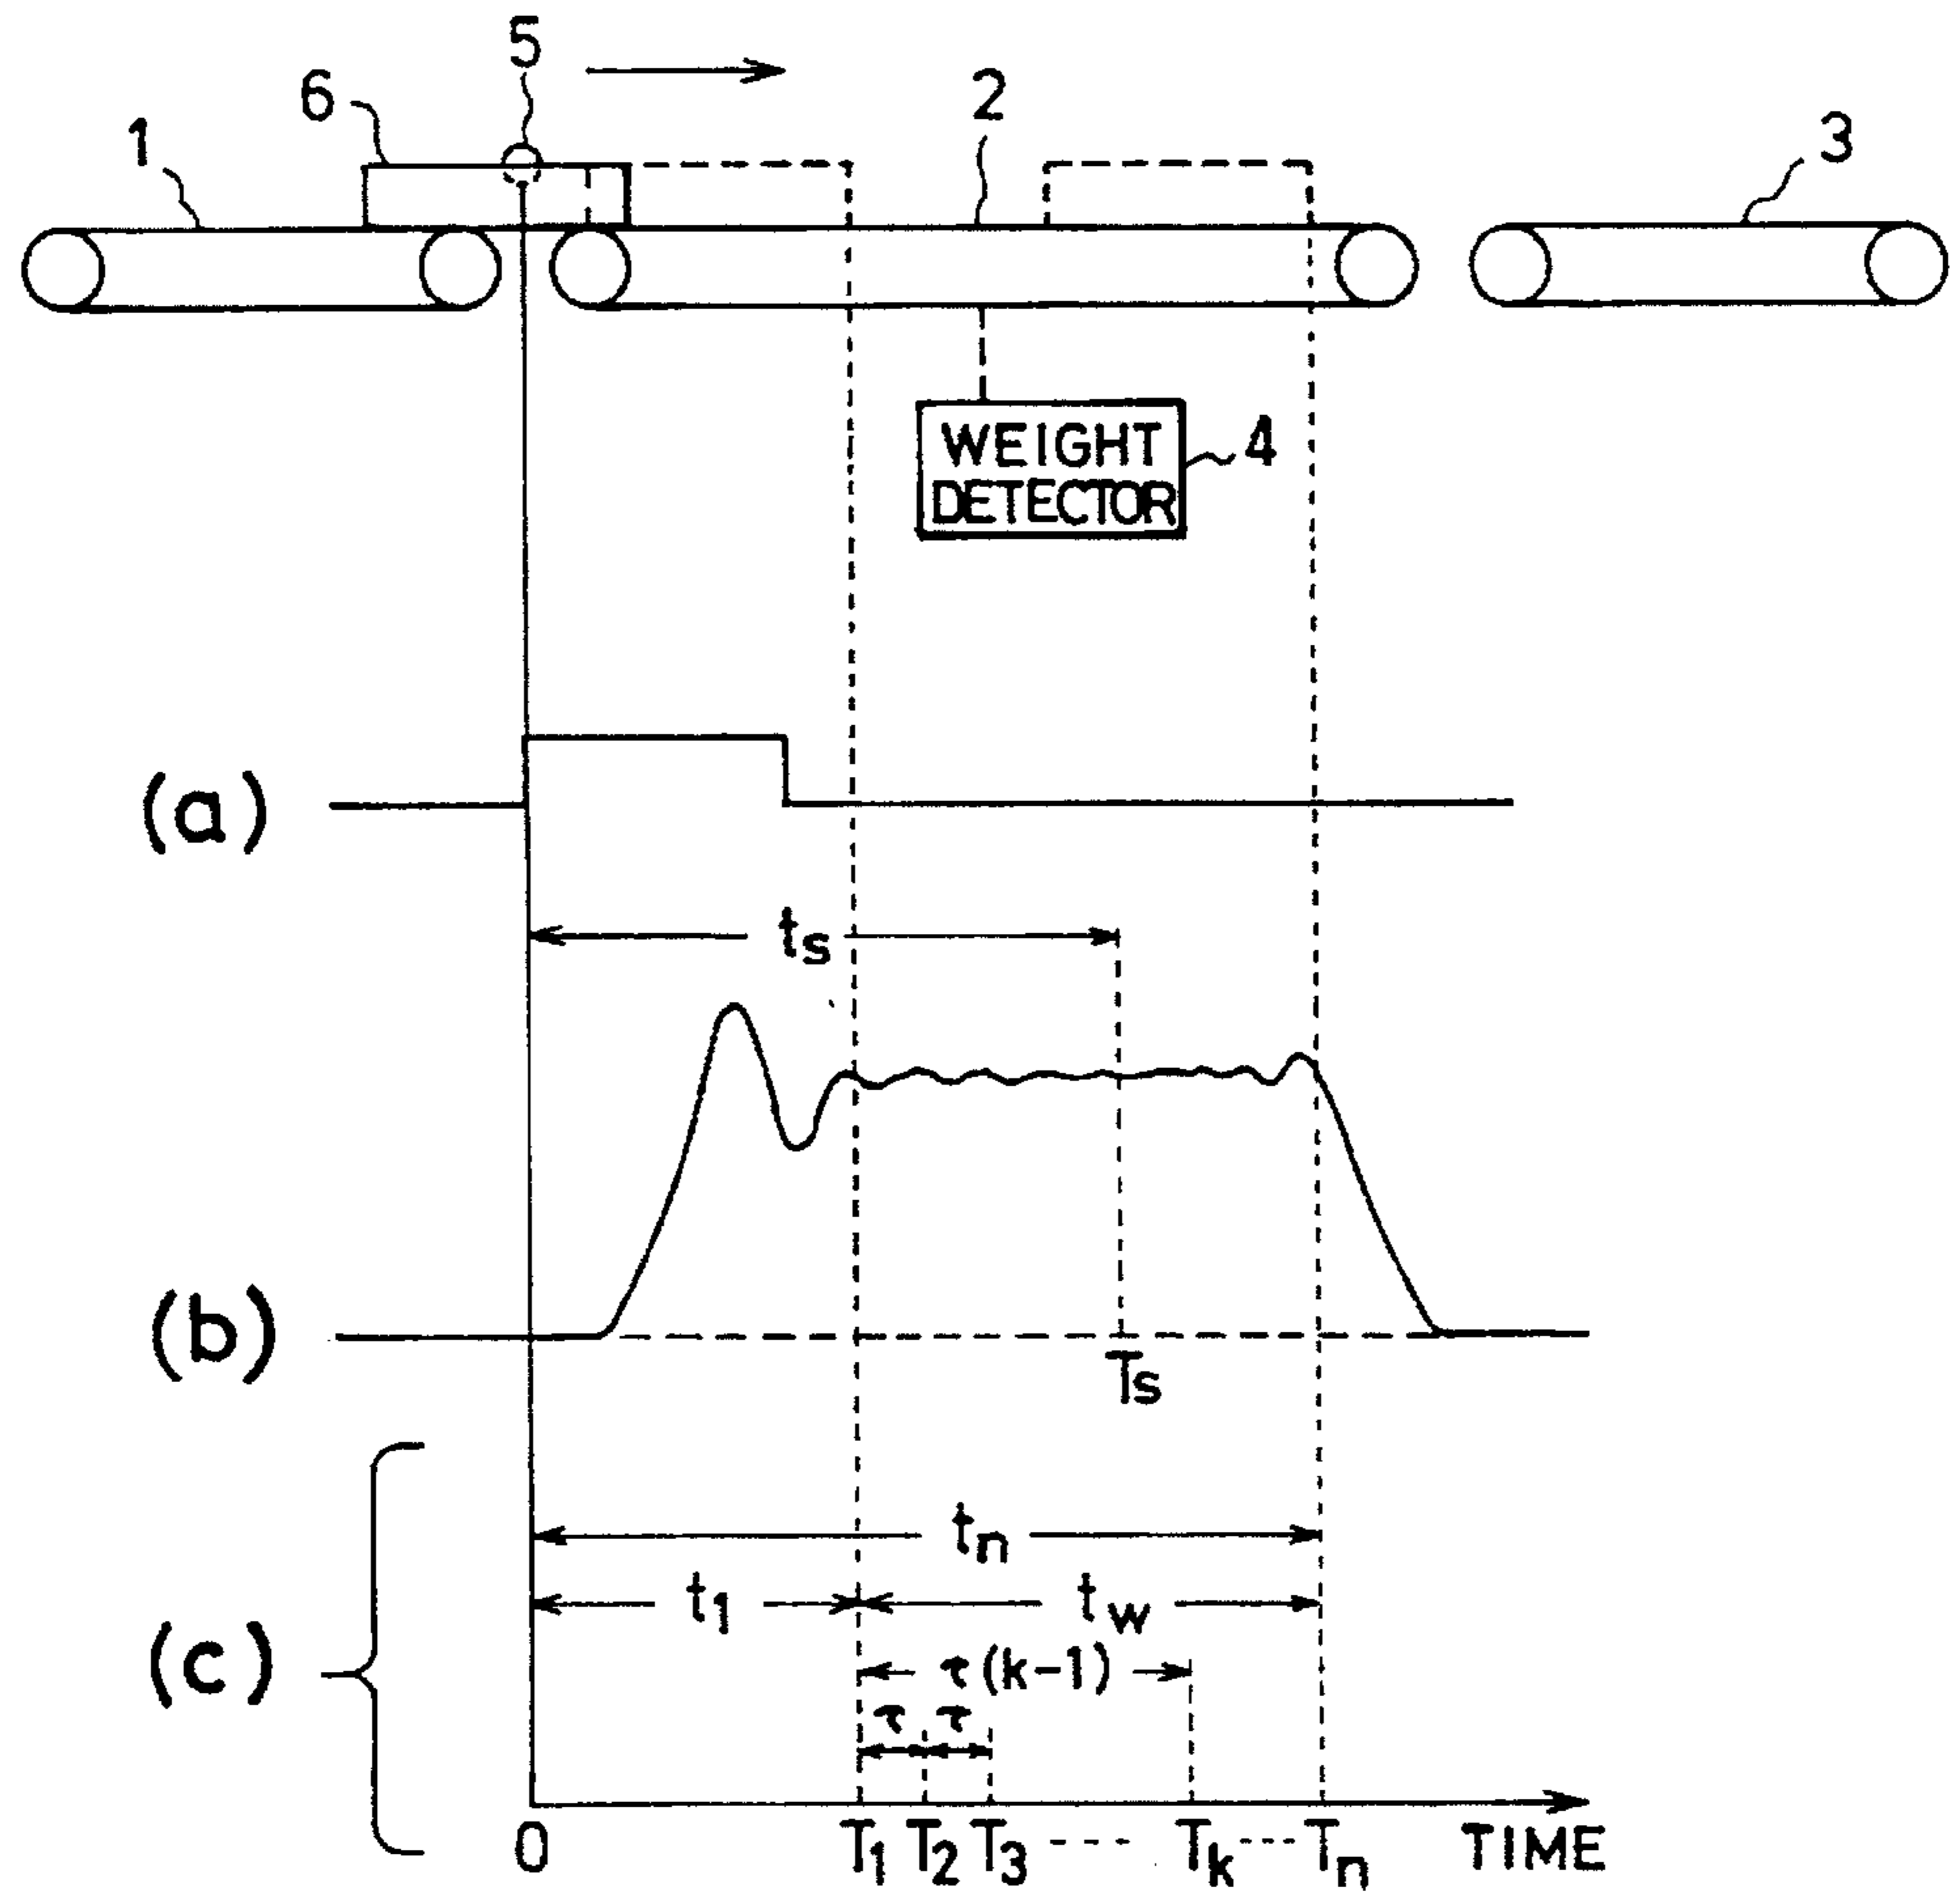 5
6
1
2
3
WEIGHT
DETECTOR
4
(a)
ts
(b)
Ts
(c)
tn
t1
tw
τ(k-1)
τ τ
0 T1 T2 T3 ---- Tk ---- Tn TIME